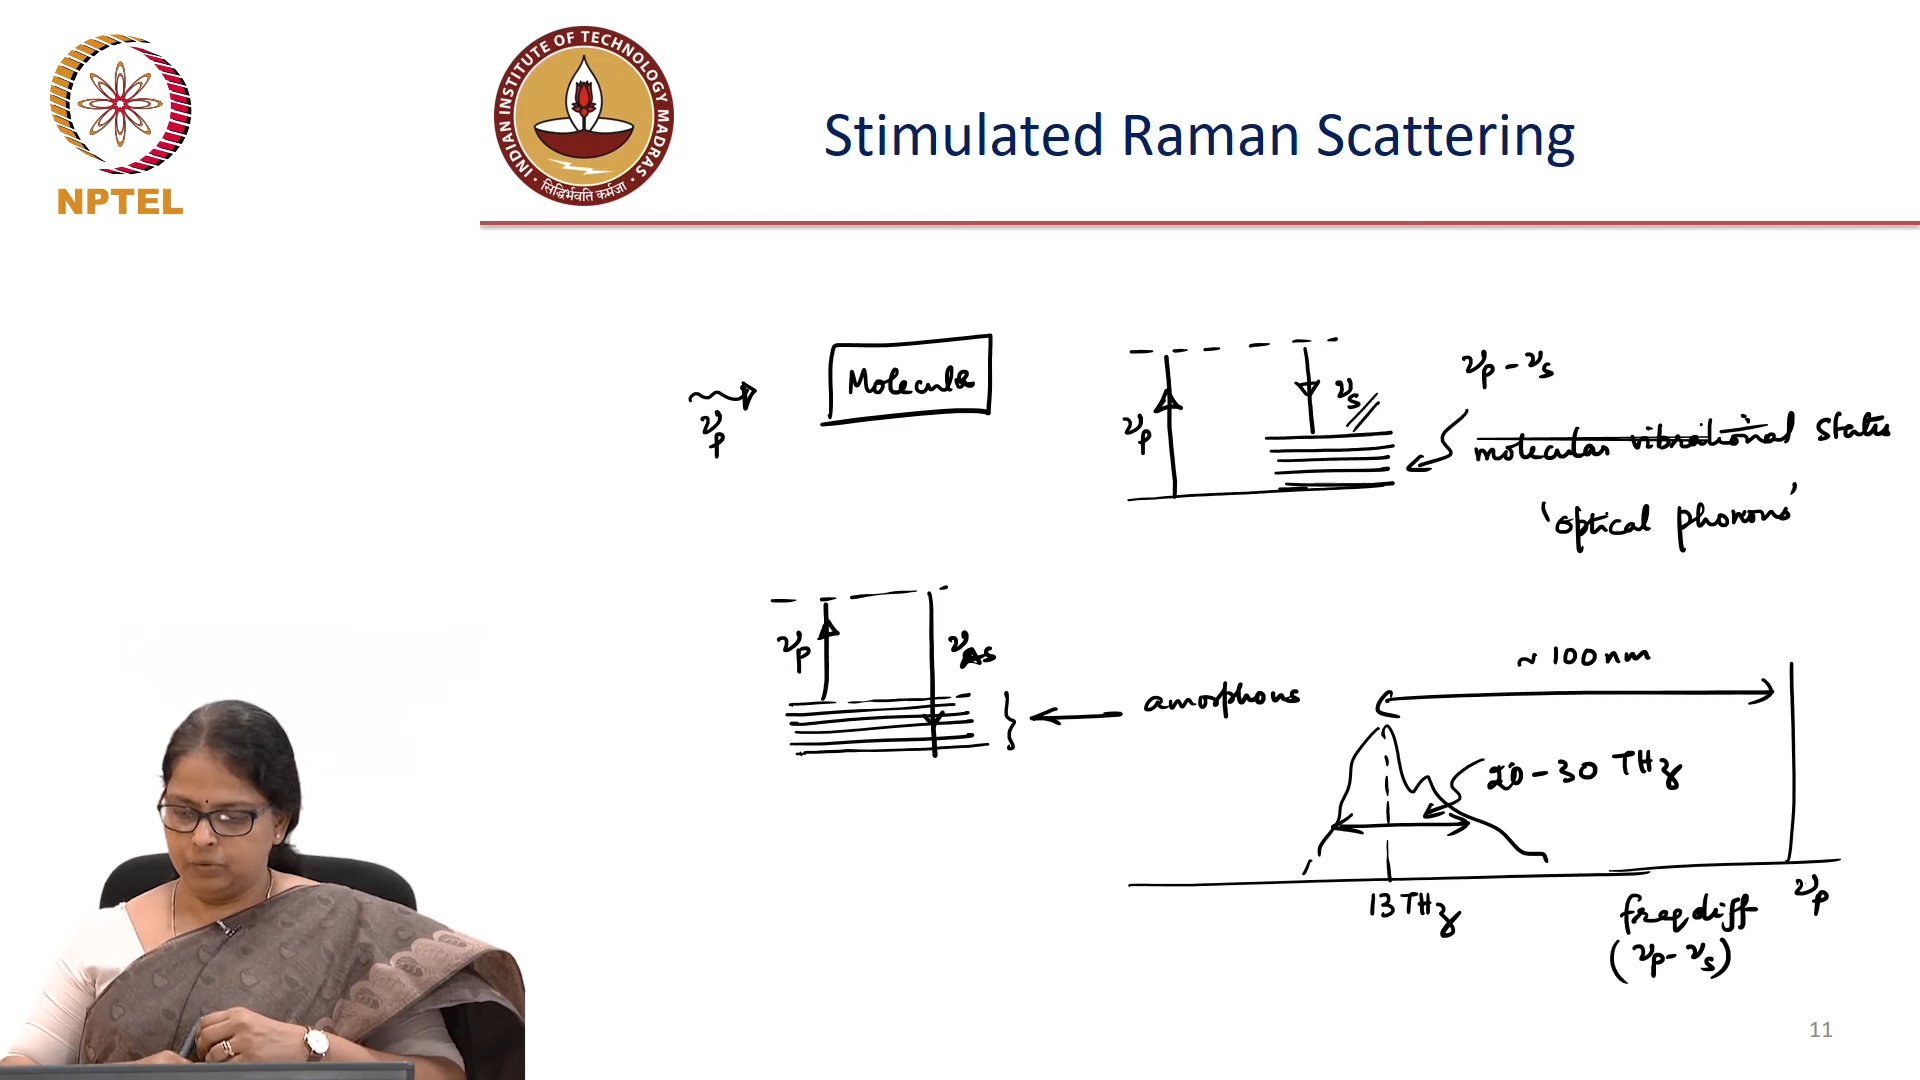 NPTEL
INDIAN INSTITUTE OF TECHNOLOGY MADRAS
सिद्धिर्भवति कर्मजा
Stimulated Raman Scattering
νp
Molecule
νp
νs
νp - νs
molecular vibrational states
'optical phonons'
νp
νAS
amorphous
~ 100 nm
20 - 30 THz
13 THz
freq diff
(νp - νs)
νp
11